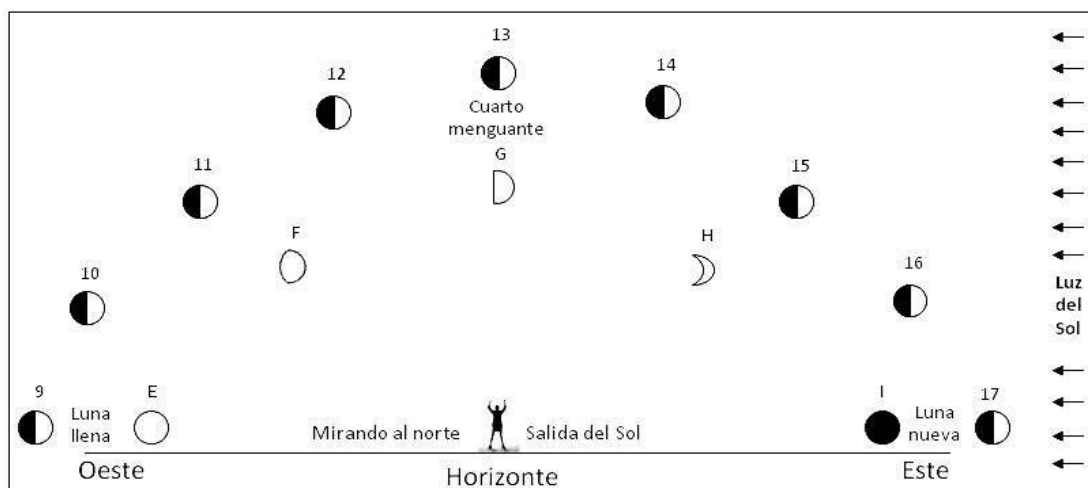 13
12
14
Cuarto
menguante
G
11
15
F
H
10
16
Luz
del
Sol
9
Luna
llena
E
Mirando al norte
Salida del Sol
I
Luna
nueva
17
Oeste
Horizonte
Este